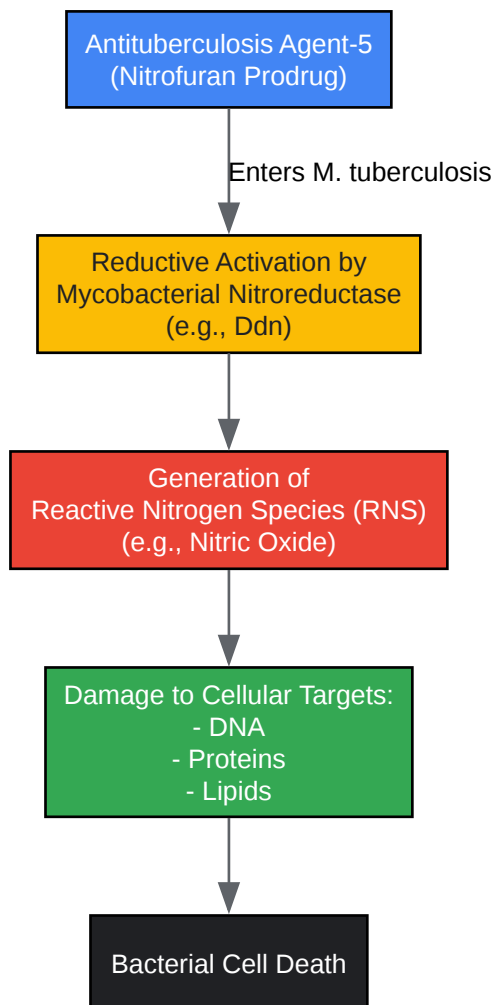 Antituberculosis Agent-5
(Nitrofuran Prodrug)
Enters M. tuberculosis
Reductive Activation by
Mycobacterial Nitroreductase
(e.g., Ddn)
Generation of
Reactive Nitrogen Species (RNS)
(e.g., Nitric Oxide)
Damage to Cellular Targets:
- DNA
- Proteins
- Lipids
Bacterial Cell Death